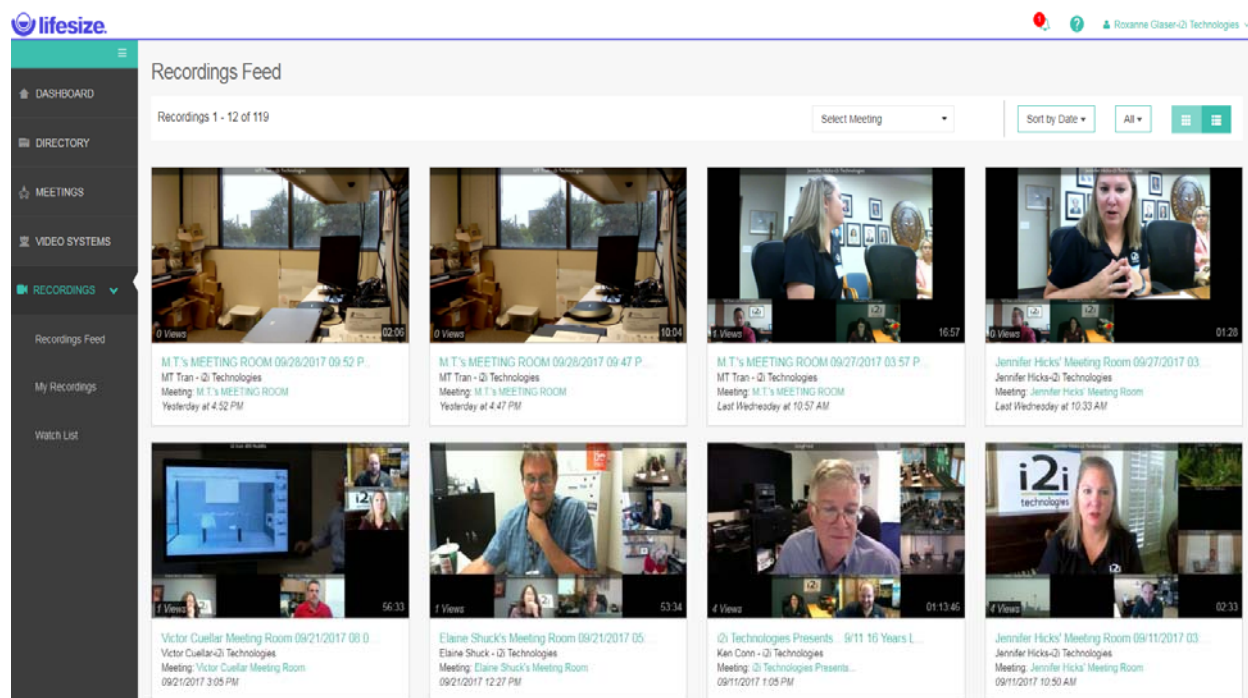 lifesize.
1
?
Roxanne Glaser-i2i Technologies
DASHBOARD
DIRECTORY
MEETINGS
VIDEO SYSTEMS
RECORDINGS
Recordings Feed
My Recordings
Watch List
Recordings Feed
Recordings 1 - 12 of 119
Select Meeting
Sort by Date
All
0 Views
02:06
M.T.'s MEETING ROOM 09/28/2017 09:52 P...
MT Tran - i2i Technologies
Meeting: M.T.'s MEETING ROOM
Yesterday at 4:52 PM
0 Views
10:04
M.T.'s MEETING ROOM 09/28/2017 09:47 P...
MT Tran - i2i Technologies
Meeting: M.T.'s MEETING ROOM
Yesterday at 4:47 PM
1 Views
16:57
M.T.'s MEETING ROOM 09/27/2017 03:57 P...
MT Tran - i2i Technologies
Meeting: M.T.'s MEETING ROOM
Last Wednesday at 10:57 AM
0 Views
01:28
Jennifer Hicks' Meeting Room 09/27/2017 03:...
Jennifer Hicks-i2i Technologies
Meeting: Jennifer Hicks' Meeting Room
Last Wednesday at 10:33 AM
i2i
1 Views
56:33
Victor Cuellar Meeting Room 09/21/2017 08:0...
Victor Cuellar-i2i Technologies
Meeting: Victor Cuellar Meeting Room
09/21/2017 3:05 PM
1 Views
53:34
Elaine Shuck's Meeting Room 09/21/2017 05:...
Elaine Shuck - i2i Technologies
Meeting: Elaine Shuck's Meeting Room
09/21/2017 12:27 PM
i2i
4 Views
01:13:46
i2i Technologies Presents... 9/11 16 Years L...
Ken Conn - i2i Technologies
Meeting: i2i Technologies Presents...
09/11/2017 1:05 PM
i2i
technologies
4 Views
02:33
Jennifer Hicks' Meeting Room 09/11/2017 03:...
Jennifer Hicks-i2i Technologies
Meeting: Jennifer Hicks' Meeting Room
09/11/2017 10:50 AM